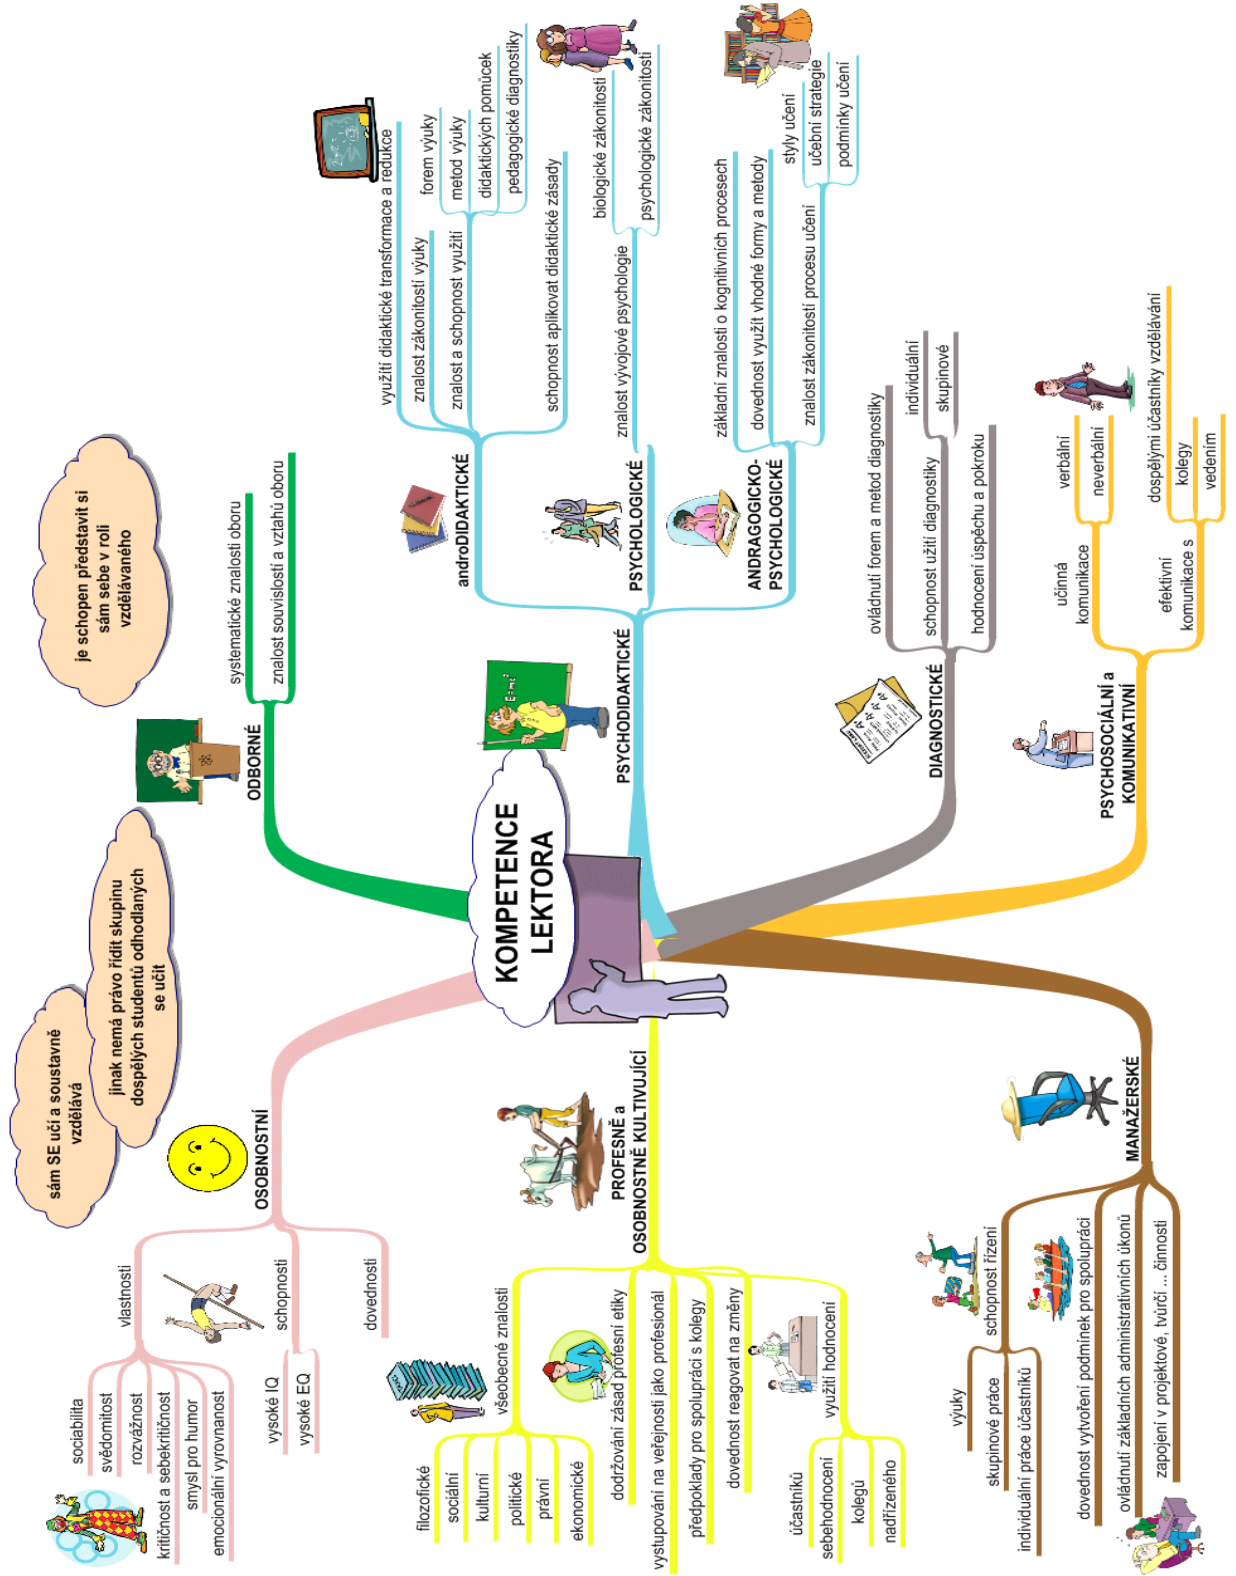 KOMPETENCE
LEKTORA
je schopen představit si
sám sebe v roli
vzdělávaného
jinak nemá právo řídit skupinu
dospělých studentů odhodlaných
se učit
sám SE učí a soustavně
vzdělává
ODBORNÉ
systematické znalosti oboru
znalost souvislostí a vztahů oboru
PSYCHODIDAKTICKÉ
androDIDAKTICKÉ
využití didaktické transformace a redukce
znalost zákonitostí výuky
znalost a schopnost využití
forem výuky
metod výuky
didaktických pomůcek
pedagogické diagnostiky
schopnost aplikovat didaktické zásady
PSYCHOLOGICKÉ
znalost vývojové psychologie
biologické zákonitosti
psychologické zákonitosti
ANDRAGOGICKO-
PSYCHOLOGICKÉ
základní znalosti o kognitivních procesech
dovednost využít vhodné formy a metody
znalost zákonitostí procesu učení
styly učení
učební strategie
podmínky učení
DIAGNOSTICKÉ
ovládnutí forem a metod diagnostiky
schopnost užití diagnostiky
individuální
skupinové
hodnocení úspěchu a pokroku
PSYCHOSOCIÁLNÍ a
KOMUNIKATIVNÍ
účinná
komunikace
verbální
neverbální
efektivní
komunikace s
dospělými účastníky vzdělávání
kolegy
vedením
MANAŽERSKÉ
schopnost řízení
výuky
skupinové práce
individuální práce účastníků
dovednost vytvoření podmínek pro spolupráci
ovládnutí základních administrativních úkonů
zapojení v projektové, tvůrčí ... činnosti
PROFESNĚ a
OSOBNOSTNĚ KULTIVUJÍCÍ
všeobecné znalosti
filozofické
sociální
kulturní
politické
právní
ekonomické
dodržování zásad profesní etiky
vystupování na veřejnosti jako profesionál
předpoklady pro spolupráci s kolegy
dovednost reagovat na změny
využití hodnocení
účastníků
sebehodnocení
kolegů
nadřízeného
OSOBNOSTNÍ
vlastnosti
sociabilita
svědomitost
rozvážnost
kritičnost a sebekritičnost
smysl pro humor
emocionální vyrovnanost
schopnosti
vysoké IQ
vysoké EQ
dovednosti
E=mc²